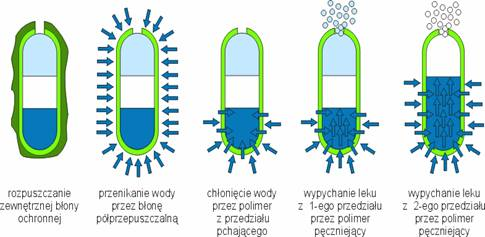 rozpuszczanie
zewnętrznej błony
ochronnej
przenikanie wody
przez błonę
półprzepuszczalną
chłonięcie wody
przez polimer
z przedziału
pchającego
wypychanie leku
z 1-ego przedziału
przez polimer
pęczniejący
wypychanie leku
z 2-ego przedziału
przez polimer
pęczniejący